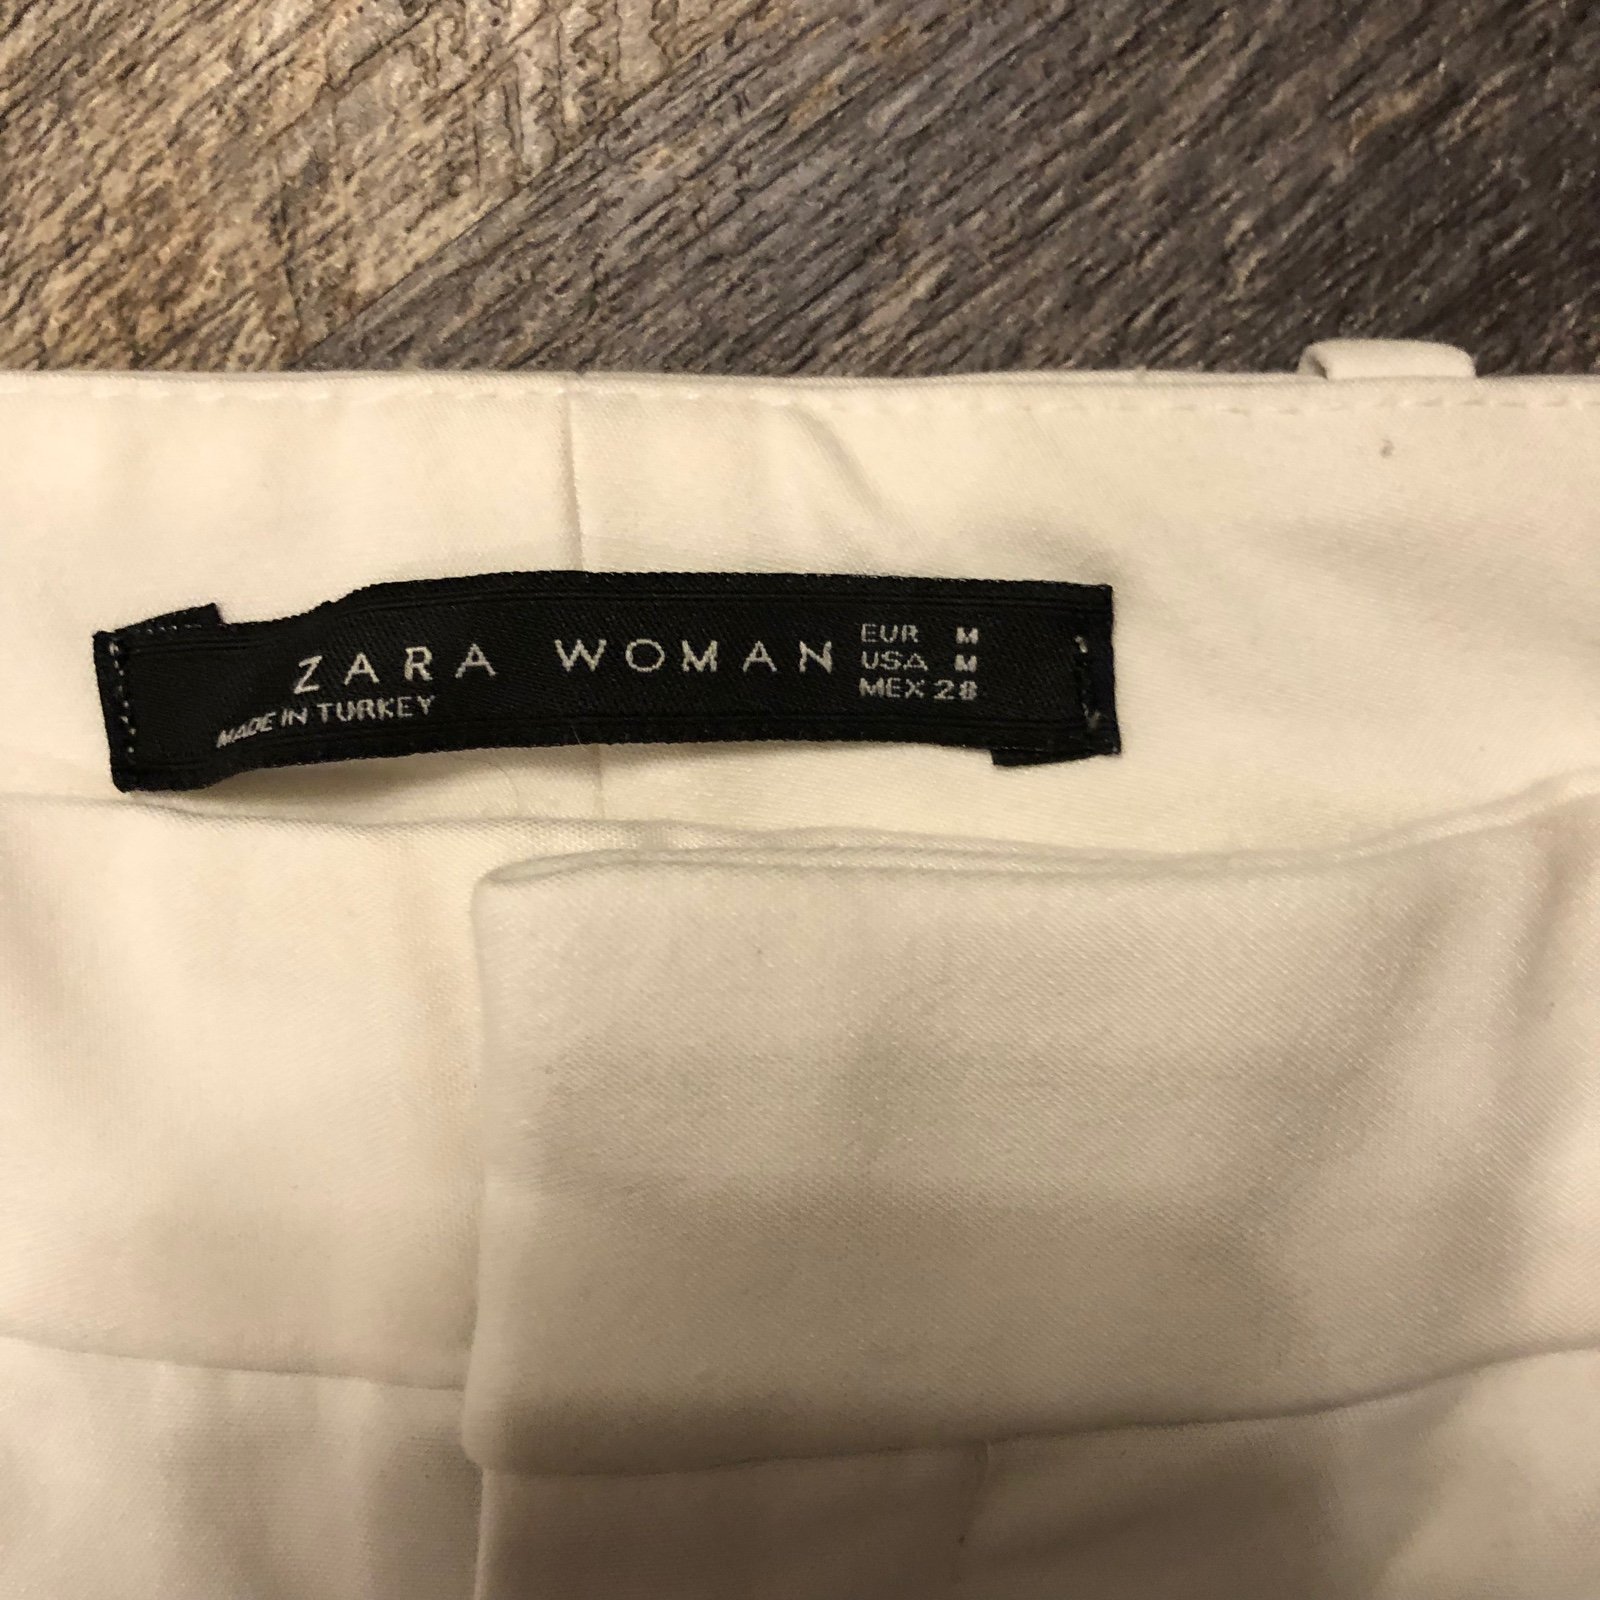 ZARA WOMAN
MADE IN TURKEY
EUR M
USA M
MEX 28